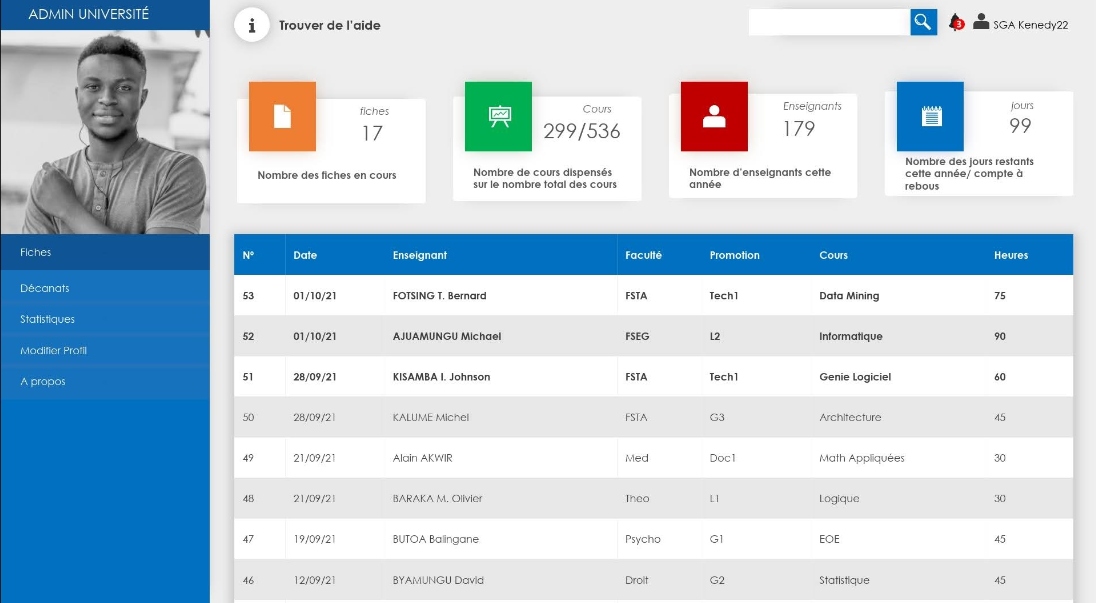 ADMIN UNIVERSITÉ
Trouver de l'aide
3
SGA Kenedy22
fiches
17
Nombre des fiches en cours
Cours
299/536
Nombre de cours dispensés
sur le nombre total des cours
Enseignants
179
Nombre d'enseignants cette
année
jours
99
Nombre des jours restants
cette année/ compte à
rebous
Fiches
Décanats
Statistiques
Modifier Profil
A propos
N° Date Enseignant Faculté Promotion Cours Heures
53 01/10/21 FOTSING T. Bernard FSTA Tech1 Data Mining 75
52 01/10/21 AJUAMUNGU Michael FSEG L2 Informatique 90
51 28/09/21 KISAMBA I. Johnson FSTA Tech1 Genie Logiciel 60
50 28/09/21 KALUME Michel FSTA G3 Architecture 45
49 21/09/21 Alain AKWIR Med Doc1 Math Appliquées 30
48 21/09/21 BARAKA M. Olivier Theo L1 Logique 30
47 19/09/21 BUTOA Balingane Psycho G1 EOE 45
46 12/09/21 BYAMUNGU David Droit G2 Statistique 45